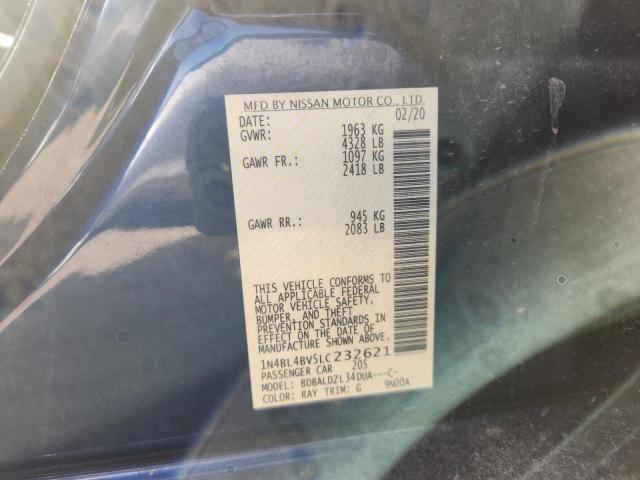 MFD BY NISSAN MOTOR CO., LTD.
DATE: 02/20
GVWR: 1963 KG
4328 LB
GAWR FR.: 1097 KG
2418 LB
GAWR RR.: 945 KG
2083 LB
THIS VEHICLE CONFORMS TO
ALL APPLICABLE FEDERAL
MOTOR VEHICLE SAFETY,
BUMPER, AND THEFT
PREVENTION STANDARDS IN
EFFECT ON THE DATE OF
MANUFACTURE SHOWN ABOVE.
1N4BL4BV5LC232621
PASSENGER CAR 205
MODEL: BDBALDZL34DUA---C-
COLOR: RAY TRIM: G 9N00A